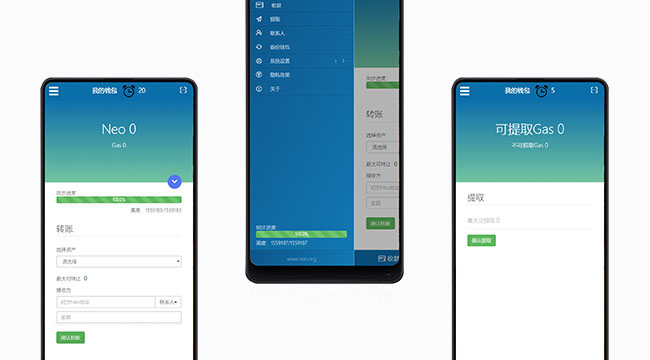 我的钱包 20
Neo 0
Gas 0
同步进度:
100.0%
高度: 1559183/1559183
转账
选择资产
请选择
最大可转让 0
接收方
对方Neo地址
联系人
金额
确认转账
收款
提取
联系人
备份钱包
系统设置
隐私政策
关于
同步进度:
100.0%
高度: 1559187/1559187
www.neo.org
同步进度:
转账
选择资产
请选择
最大可转让 0
接收方
对方Neo地址
金额
确认转账
收款
我的钱包 5
可提取Gas 0
不可提取Gas 0
提取
最大可提取 0
确认提取